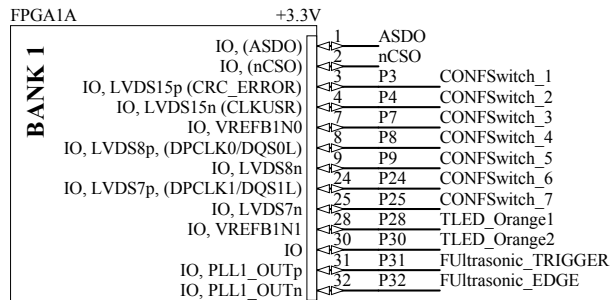 FPGA1A +3.3V
BANK 1
IO, (ASDO) 1 ASDO
IO, (nCSO) 2 nCSO
IO, LVDS15p (CRC_ERROR) 3 P3 CONFSwitch_1
IO, LVDS15n (CLKUSR) 4 P4 CONFSwitch_2
IO, VREFB1N0 7 P7 CONFSwitch_3
IO, LVDS8p, (DPCLK0/DQS0L) 8 P8 CONFSwitch_4
IO, LVDS8n 9 P9 CONFSwitch_5
IO, LVDS7p, (DPCLK1/DQS1L) 24 P24 CONFSwitch_6
IO, LVDS7n 25 P25 CONFSwitch_7
IO, VREFB1N1 28 P28 TLED_Orange1
IO 30 P30 TLED_Orange2
IO, PLL1_OUTp 31 P31 FUltrasonic_TRIGGER
IO, PLL1_OUTn 32 P32 FUltrasonic_EDGE